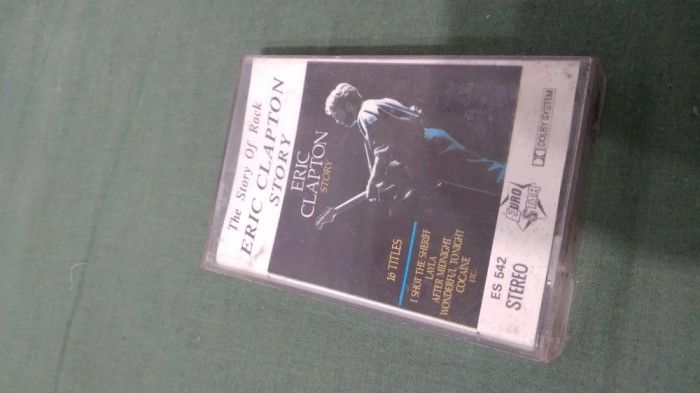 The Story Of Rock
ERIC CLAPTON
STORY
ERIC
CLAPTON
STORY
16 TITLES
I SHOT THE SHERIFF
LAYLA
AFTER MIDNIGHT
WONDERFUL TONIGHT
COCAINE
ETC.
DOLBY SYSTEM
EURO
STAR
ES 542
STEREO